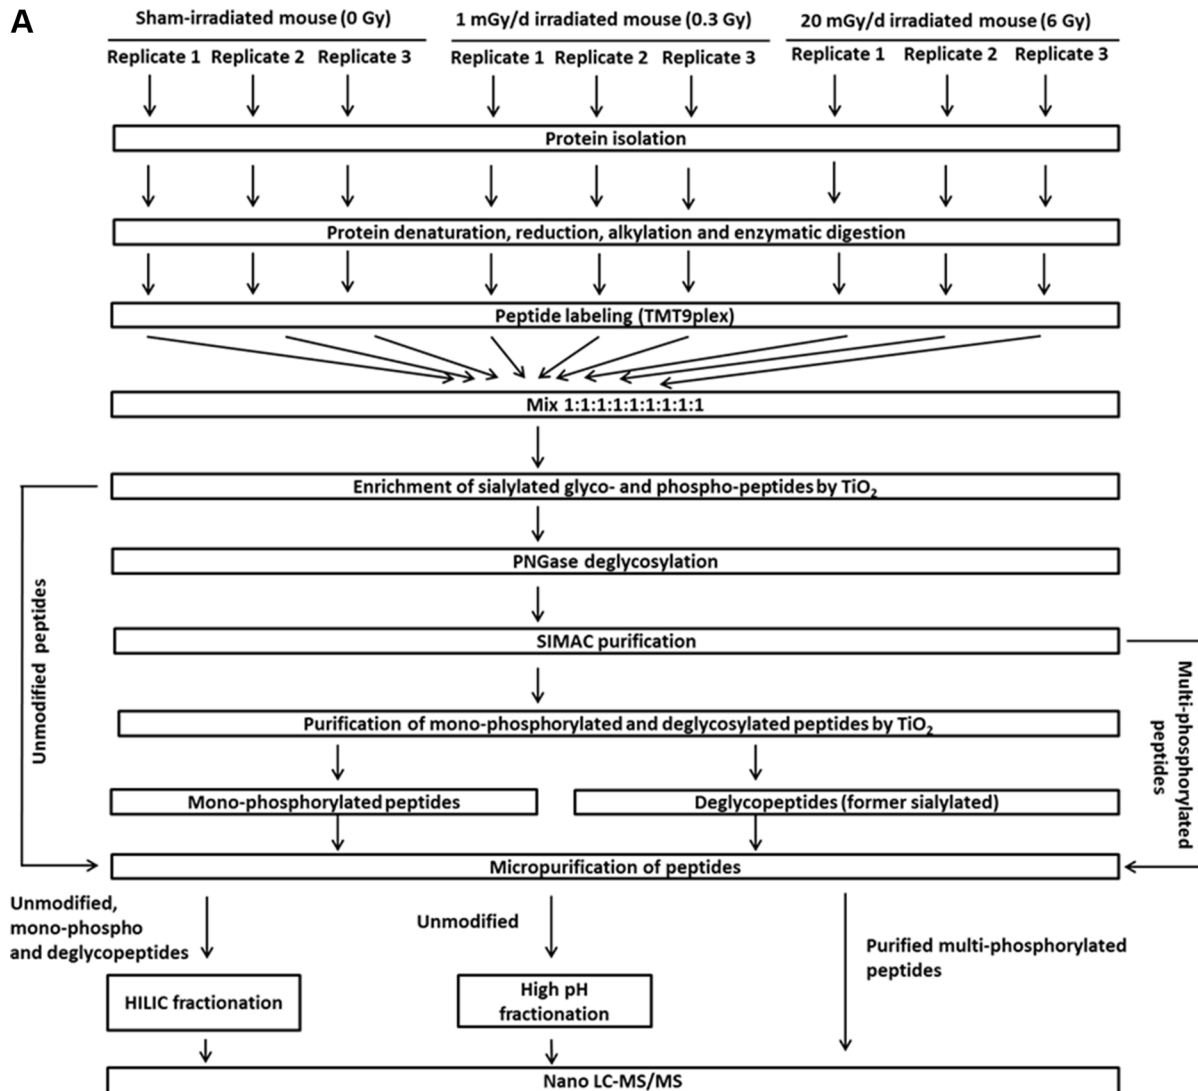 A
Sham-irradiated mouse (0 Gy)
1 mGy/d irradiated mouse (0.3 Gy)
20 mGy/d irradiated mouse (6 Gy)
Replicate 1 Replicate 2 Replicate 3
Replicate 1 Replicate 2 Replicate 3
Replicate 1 Replicate 2 Replicate 3
Protein isolation
Protein denaturation, reduction, alkylation and enzymatic digestion
Peptide labeling (TMT9plex)
Mix 1:1:1:1:1:1:1:1:1:1
Enrichment of sialylated glyco- and phospho-peptides by TiO₂
PNGase deglycosylation
SIMAC purification
Unmodified peptides
Multi-phosphorylated
peptides
Purification of mono-phosphorylated and deglycosylated peptides by TiO₂
Mono-phosphorylated peptides
Deglycopeptides (former sialylated)
Micropurification of peptides
Unmodified,
mono-phospho
and deglycopeptides
Unmodified
Purified multi-phosphorylated
peptides
HILIC fractionation
High pH
fractionation
Nano LC-MS/MS